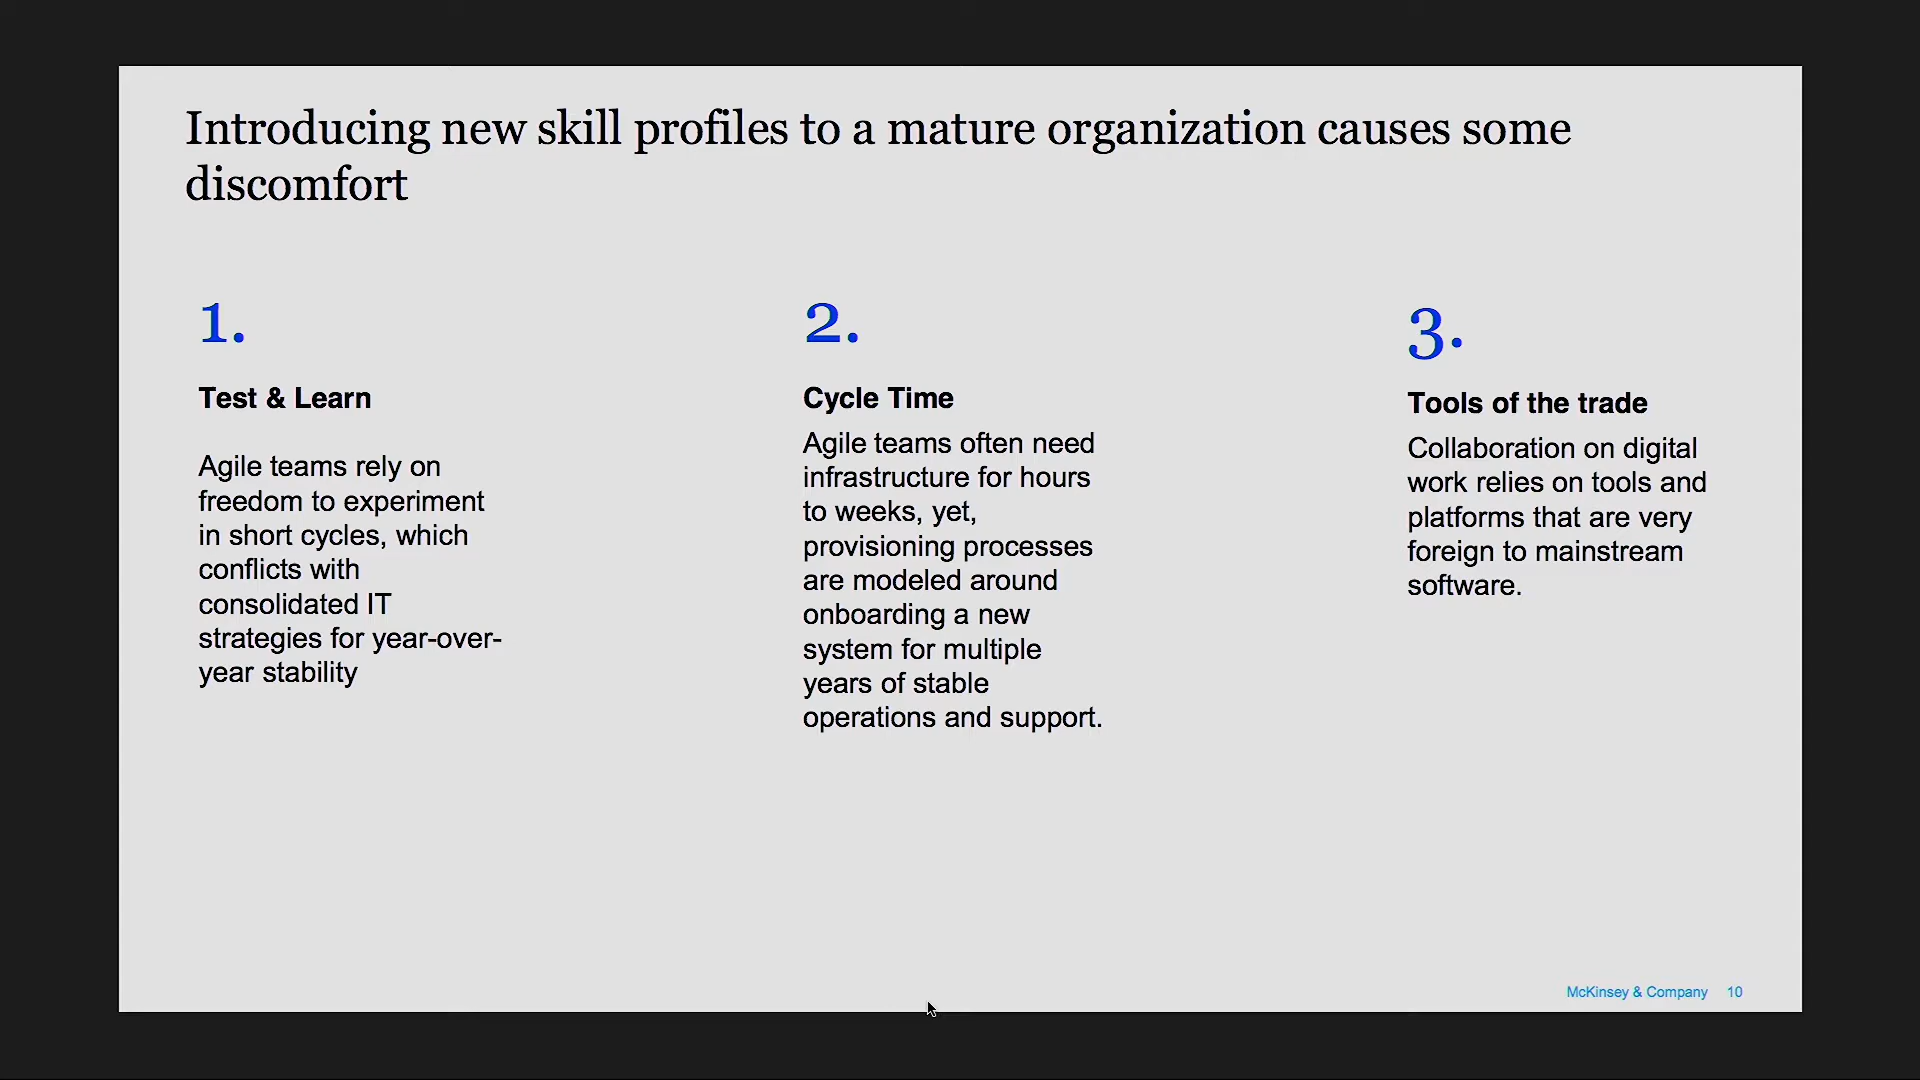 Introducing new skill profiles to a mature organization causes some
discomfort
1.
Test & Learn
Agile teams rely on
freedom to experiment
in short cycles, which
conflicts with
consolidated IT
strategies for year-over-
year stability
2.
Cycle Time
Agile teams often need
infrastructure for hours
to weeks, yet,
provisioning processes
are modeled around
onboarding a new
system for multiple
years of stable
operations and support.
3.
Tools of the trade
Collaboration on digital
work relies on tools and
platforms that are very
foreign to mainstream
software.
McKinsey & Company 10